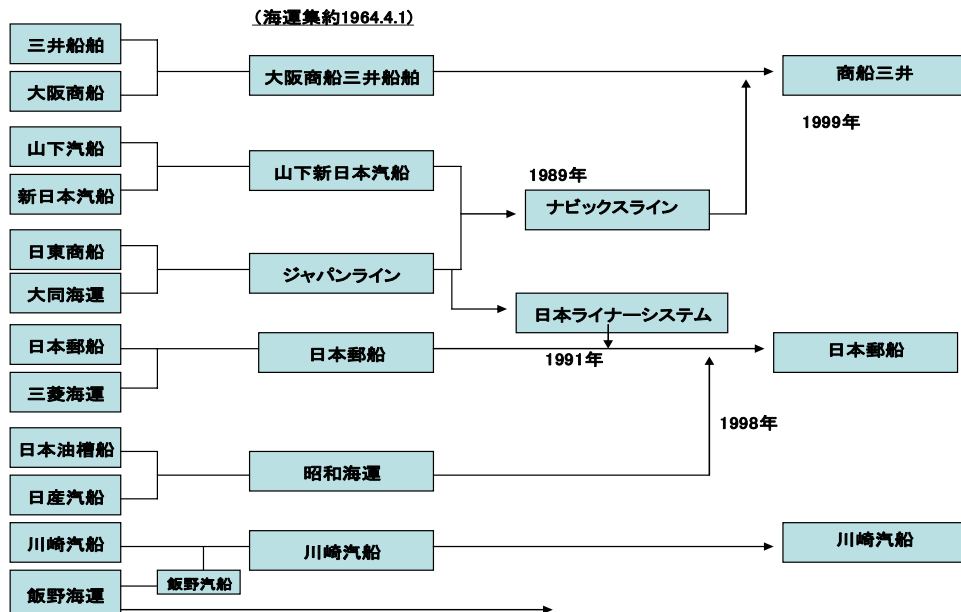 （海運集約1964.4.1）
三井船舶
大阪商船
大阪商船三井船舶
商船三井
1999年
山下汽船
新日本汽船
山下新日本汽船
1989年
ナビックスライン
日東商船
大同海運
ジャパンライン
日本ライナーシステム
1991年
日本郵船
三菱海運
日本郵船
日本郵船
1998年
日本油槽船
日産汽船
昭和海運
川崎汽船
川崎汽船
川崎汽船
飯野汽船
飯野海運